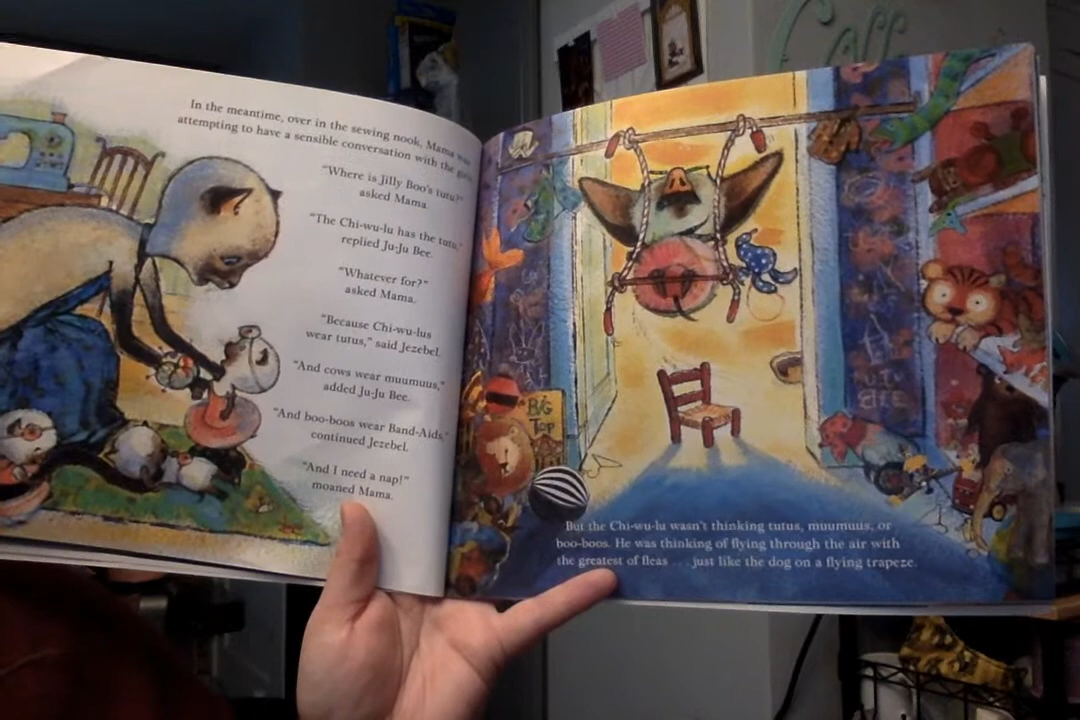 In the meantime, over in the sewing nook, Mama was
attempting to have a sensible conversation with the
"Where is Jilly Boo's tutu?"
asked Mama.
"The Chi-wu-lu has the tutu,"
replied Ju-Ju Bee.
"Whatever for?"
asked Mama.
"Because Chi-wu-lus
wear tutus," said Jezebel.
"And cows wear muumuus,"
added Ju-Ju Bee.
"And boo-boos wear Band-Aids,"
continued Jezebel.
"And I need a nap!"
moaned Mama.
BiG
Top
But the Chi-wu-lu wasn't thinking tutus, muumuus, or
boo-boos. He was thinking of flying through the air with
the greatest of fleas . . . just like the dog on a flying trapeze.